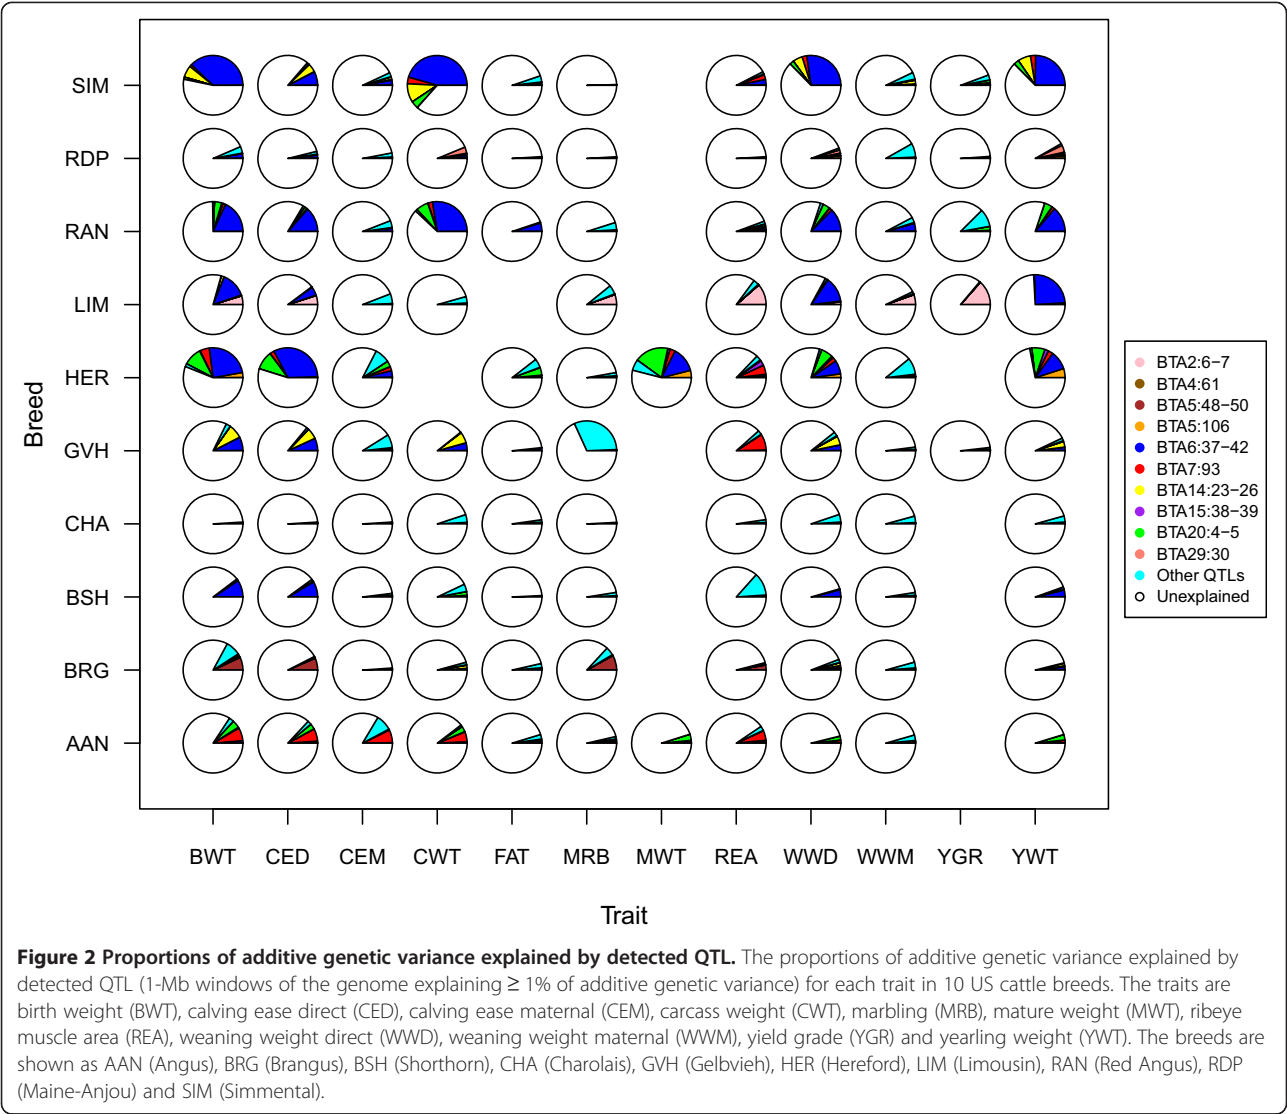 SIM
RDP
RAN
LIM
HER
GVH
CHA
BSH
BRG
AAN
Breed
BWT CED CEM CWT FAT MRB MWT REA WWD WWM YGR YWT
Trait
BTA2:6−7
BTA4:61
BTA5:48−50
BTA5:106
BTA6:37−42
BTA7:93
BTA14:23−26
BTA15:38−39
BTA20:4−5
BTA29:30
Other QTLs
Unexplained
Figure 2 Proportions of additive genetic variance explained by detected QTL. The proportions of additive genetic variance explained by
detected QTL (1-Mb windows of the genome explaining ≥ 1% of additive genetic variance) for each trait in 10 US cattle breeds. The traits are
birth weight (BWT), calving ease direct (CED), calving ease maternal (CEM), carcass weight (CWT), marbling (MRB), mature weight (MWT), ribeye
muscle area (REA), weaning weight direct (WWD), weaning weight maternal (WWM), yield grade (YGR) and yearling weight (YWT). The breeds are
shown as AAN (Angus), BRG (Brangus), BSH (Shorthorn), CHA (Charolais), GVH (Gelbvieh), HER (Hereford), LIM (Limousin), RAN (Red Angus), RDP
(Maine-Anjou) and SIM (Simmental).